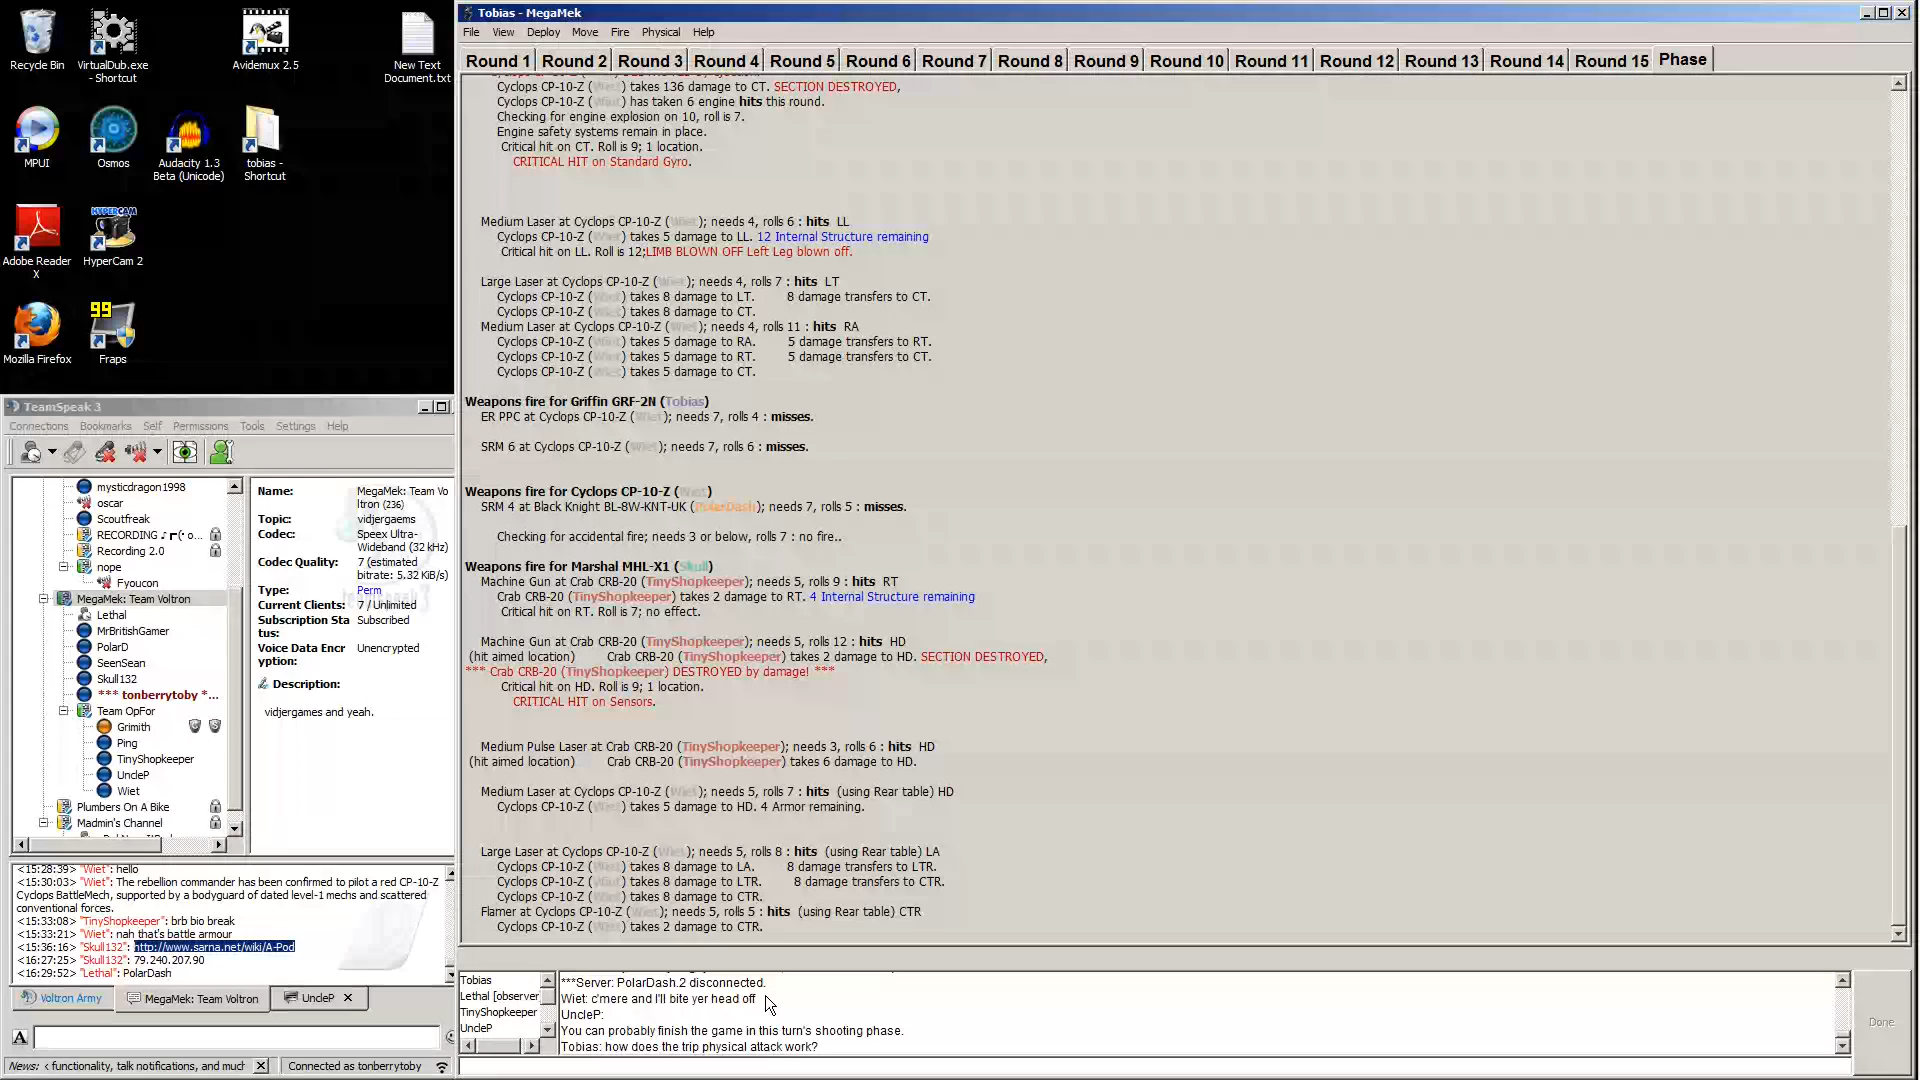 Recycle Bin
VirtualDub.exe - Shortcut
Avidemux 2.5
New Text Document.txt
MPUI
Osmos
Audacity 1.3 Beta (Unicode)
tobias - Shortcut
HYPERCAM
Adobe Reader X
HyperCam 2
99
Mozilla Firefox
Fraps
TeamSpeak 3
Connections Bookmarks Self Permissions Tools Settings Help
mysticdragon1998
oscar
Scoutfreak
Recording 2.0
nope
Fyoucon
MegaMek: Team Voltron
Lethal
MrBritishGamer
PolarD
SeenSean
Skull132
*** tonberrytoby *...
Team OpFor
Grimith
Ping
TinyShopkeeper
UncleP
Wiet
Plumbers On A Bike
Madmin's Channel
Name: MegaMek: Team Voltron (236)
Topic: vidjergaems
Codec: Speex Ultra-Wideband (32 kHz)
Codec Quality: 7 (estimated bitrate: 5.32 KiB/s)
Type: Perm
Current Clients: 7 / Unlimited
Subscription Status: Subscribed
Voice Data Encryption: Unencrypted
Description:
vidjergames and yeah.
<15:28:39> "Wiet": hello
<15:30:03> "Wiet": The rebellion commander has been confirmed to pilot a red CP-10-Z
Cyclops BattleMech, supported by a bodyguard of dated level-1 mechs and scattered
conventional forces.
<15:33:08> "TinyShopkeeper": brb bio break
<15:33:21> "Wiet": nah that's battle armour
<15:36:16> "Skull132": http://www.sarna.net/wiki/A-Pod
<16:27:25> "Skull132": 79.240.207.90
<16:29:52> "Lethal": PolarDash
Voltron Army
MegaMek: Team Voltron
UncleP X
A
News: < functionality, talk notifications, and mucł
Connected as tonberrytoby
Tobias - MegaMek
File View Deploy Move Fire Physical Help
Round 1 Round 2 Round 3 Round 4 Round 5 Round 6 Round 7 Round 8 Round 9 Round 10 Round 11 Round 12 Round 13 Round 14 Round 15 Phase
Cyclops CP-10-Z (Wiet) takes 136 damage to CT. SECTION DESTROYED,
Cyclops CP-10-Z (Wiet) has taken 6 engine hits this round.
Checking for engine explosion on 10, roll is 7.
Engine safety systems remain in place.
Critical hit on CT. Roll is 9; 1 location.
CRITICAL HIT on Standard Gyro.
Medium Laser at Cyclops CP-10-Z (Wiet); needs 4, rolls 6 : hits LL
Cyclops CP-10-Z (Wiet) takes 5 damage to LL. 12 Internal Structure remaining
Critical hit on LL. Roll is 12;LIMB BLOWN OFF Left Leg blown off.
Large Laser at Cyclops CP-10-Z (Wiet); needs 4, rolls 7 : hits LT
Cyclops CP-10-Z (Wiet) takes 8 damage to LT. 8 damage transfers to CT.
Cyclops CP-10-Z (Wiet) takes 8 damage to CT.
Medium Laser at Cyclops CP-10-Z (Wiet); needs 4, rolls 11 : hits RA
Cyclops CP-10-Z (Wiet) takes 5 damage to RA. 5 damage transfers to RT.
Cyclops CP-10-Z (Wiet) takes 5 damage to RT. 5 damage transfers to CT.
Cyclops CP-10-Z (Wiet) takes 5 damage to CT.
Weapons fire for Griffin GRF-2N (Tobias)
ER PPC at Cyclops CP-10-Z (Wiet); needs 7, rolls 4 : misses.
SRM 6 at Cyclops CP-10-Z (Wiet); needs 7, rolls 6 : misses.
Weapons fire for Cyclops CP-10-Z (Wiet)
SRM 4 at Black Knight BL-8W-KNT-UK (PolarDash); needs 7, rolls 5 : misses.
Checking for accidental fire; needs 3 or below, rolls 7 : no fire..
Weapons fire for Marshal MHL-X1 (Skull)
Machine Gun at Crab CRB-20 (TinyShopkeeper); needs 5, rolls 9 : hits RT
Crab CRB-20 (TinyShopkeeper) takes 2 damage to RT. 4 Internal Structure remaining
Critical hit on RT. Roll is 7; no effect.
Machine Gun at Crab CRB-20 (TinyShopkeeper); needs 5, rolls 12 : hits HD
(hit aimed location) Crab CRB-20 (TinyShopkeeper) takes 2 damage to HD. SECTION DESTROYED,
*** Crab CRB-20 (TinyShopkeeper) DESTROYED by damage! ***
Critical hit on HD. Roll is 9; 1 location.
CRITICAL HIT on Sensors.
Medium Pulse Laser at Crab CRB-20 (TinyShopkeeper); needs 3, rolls 6 : hits HD
(hit aimed location) Crab CRB-20 (TinyShopkeeper) takes 6 damage to HD.
Medium Laser at Cyclops CP-10-Z (Wiet); needs 5, rolls 7 : hits (using Rear table) HD
Cyclops CP-10-Z (Wiet) takes 5 damage to HD. 4 Armor remaining.
Large Laser at Cyclops CP-10-Z (Wiet); needs 5, rolls 8 : hits (using Rear table) LA
Cyclops CP-10-Z (Wiet) takes 8 damage to LA. 8 damage transfers to LTR.
Cyclops CP-10-Z (Wiet) takes 8 damage to LTR. 8 damage transfers to CTR.
Cyclops CP-10-Z (Wiet) takes 8 damage to CTR.
Flamer at Cyclops CP-10-Z (Wiet); needs 5, rolls 5 : hits (using Rear table) CTR
Cyclops CP-10-Z (Wiet) takes 2 damage to CTR.
Tobias
Lethal [observer
TinyShopkeeper
UncleP
***Server: PolarDash.2 disconnected.
Wiet: c'mere and I'll bite yer head off
UncleP:
You can probably finish the game in this turn's shooting phase.
Tobias: how does the trip physical attack work?
Done